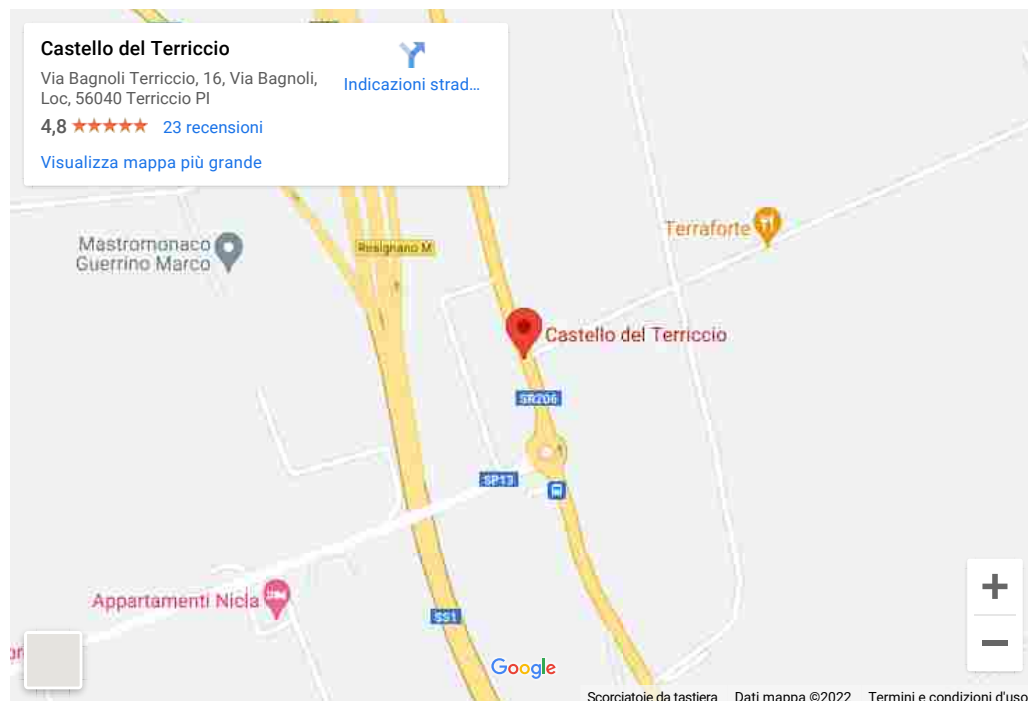 Castello del Terriccio
Via Bagnoli Terriccio, 16, Via Bagnoli,
Loc, 56040 Terriccio PI
4,8
23 recensioni
Visualizza mappa più grande
Indicazioni strad...
Terraforte
Mastromonaco
Guerrino Marco
Rosignano M
Castello del Terriccio
SR206
SP13
Appartamenti Nicla
SS1
Google
Scorciatoie da tastiera
Dati mappa ©2022
Termini e condizioni d'uso